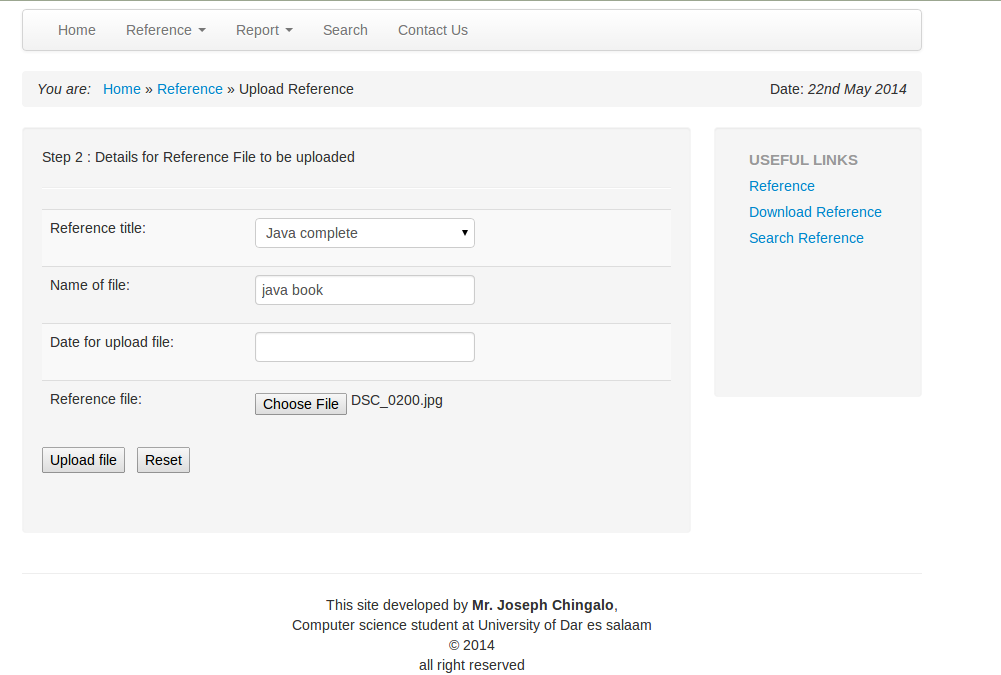 Home Reference Report Search Contact Us
You are: Home » Reference » Upload Reference Date: 22nd May 2014
Step 2 : Details for Reference File to be uploaded
Reference title: Java complete
Name of file: java book
Date for upload file:
Reference file: Choose File DSC_0200.jpg
Upload file Reset
USEFUL LINKS
Reference
Download Reference
Search Reference
This site developed by Mr. Joseph Chingalo,
Computer science student at University of Dar es salaam
© 2014
all right reserved